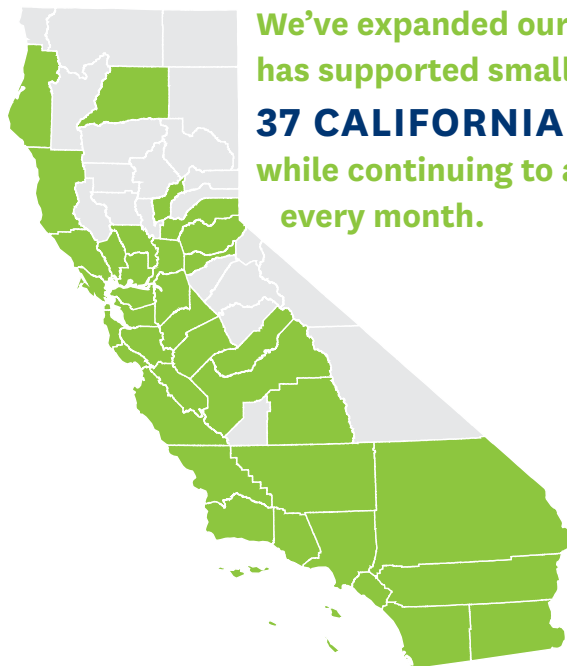 We’ve expanded our
has supported small
37 CALIFORNIA
while continuing to a
every month.